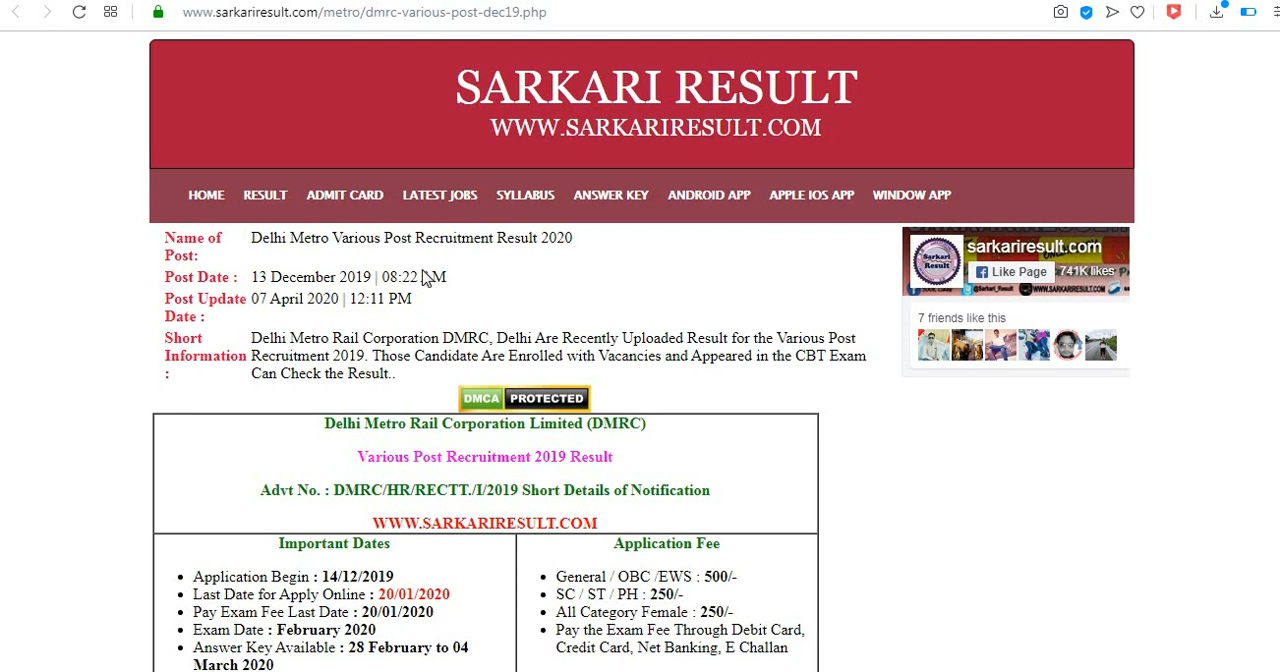 www.sarkariresult.com/metro/dmrc-various-post-dec19.php
SARKARI RESULT
WWW.SARKARIRESULT.COM
HOME RESULT ADMIT CARD LATEST JOBS SYLLABUS ANSWER KEY ANDROID APP APPLE IOS APP WINDOW APP
Name of Post: Delhi Metro Various Post Recruitment Result 2020
Post Date : 13 December 2019 | 08:22
Post Update Date : 07 April 2020 | 12:11 PM
Short Information : Delhi Metro Rail Corporation DMRC, Delhi Are Recently Uploaded Result for the Various Post
Recruitment 2019. Those Candidate Are Enrolled with Vacancies and Appeared in the CBT Exam
Can Check the Result..
sarkariresult.com
Like Page 741K likes
WWW.SARKARIRESULT.COM
7 friends like this
DMCA PROTECTED
Delhi Metro Rail Corporation Limited (DMRC)
Various Post Recruitment 2019 Result
Advt No. : DMRC/HR/RECTT./I/2019 Short Details of Notification
WWW.SARKARIRESULT.COM
Important Dates
Application Begin : 14/12/2019
Last Date for Apply Online : 20/01/2020
Pay Exam Fee Last Date : 20/01/2020
Exam Date : February 2020
Answer Key Available : 28 February to 04
March 2020
Application Fee
General / OBC /EWS : 500/-
SC / ST / PH : 250/-
All Category Female : 250/-
Pay the Exam Fee Through Debit Card,
Credit Card, Net Banking, E Challan